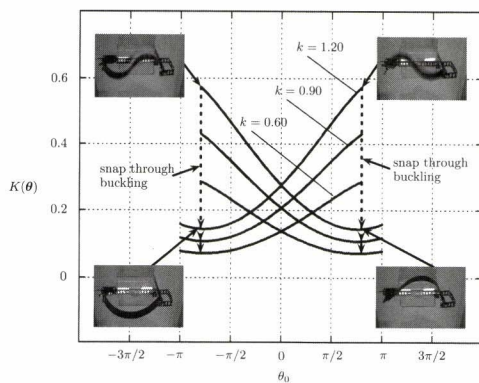 k = 1.20
0.6
k = 0.90
k = 0.60
0.4
snap through
buckling
snap through
buckling
K(θ)
0.2
0
−3π/2
−π
−π/2
0
π/2
π
3π/2
θ₀